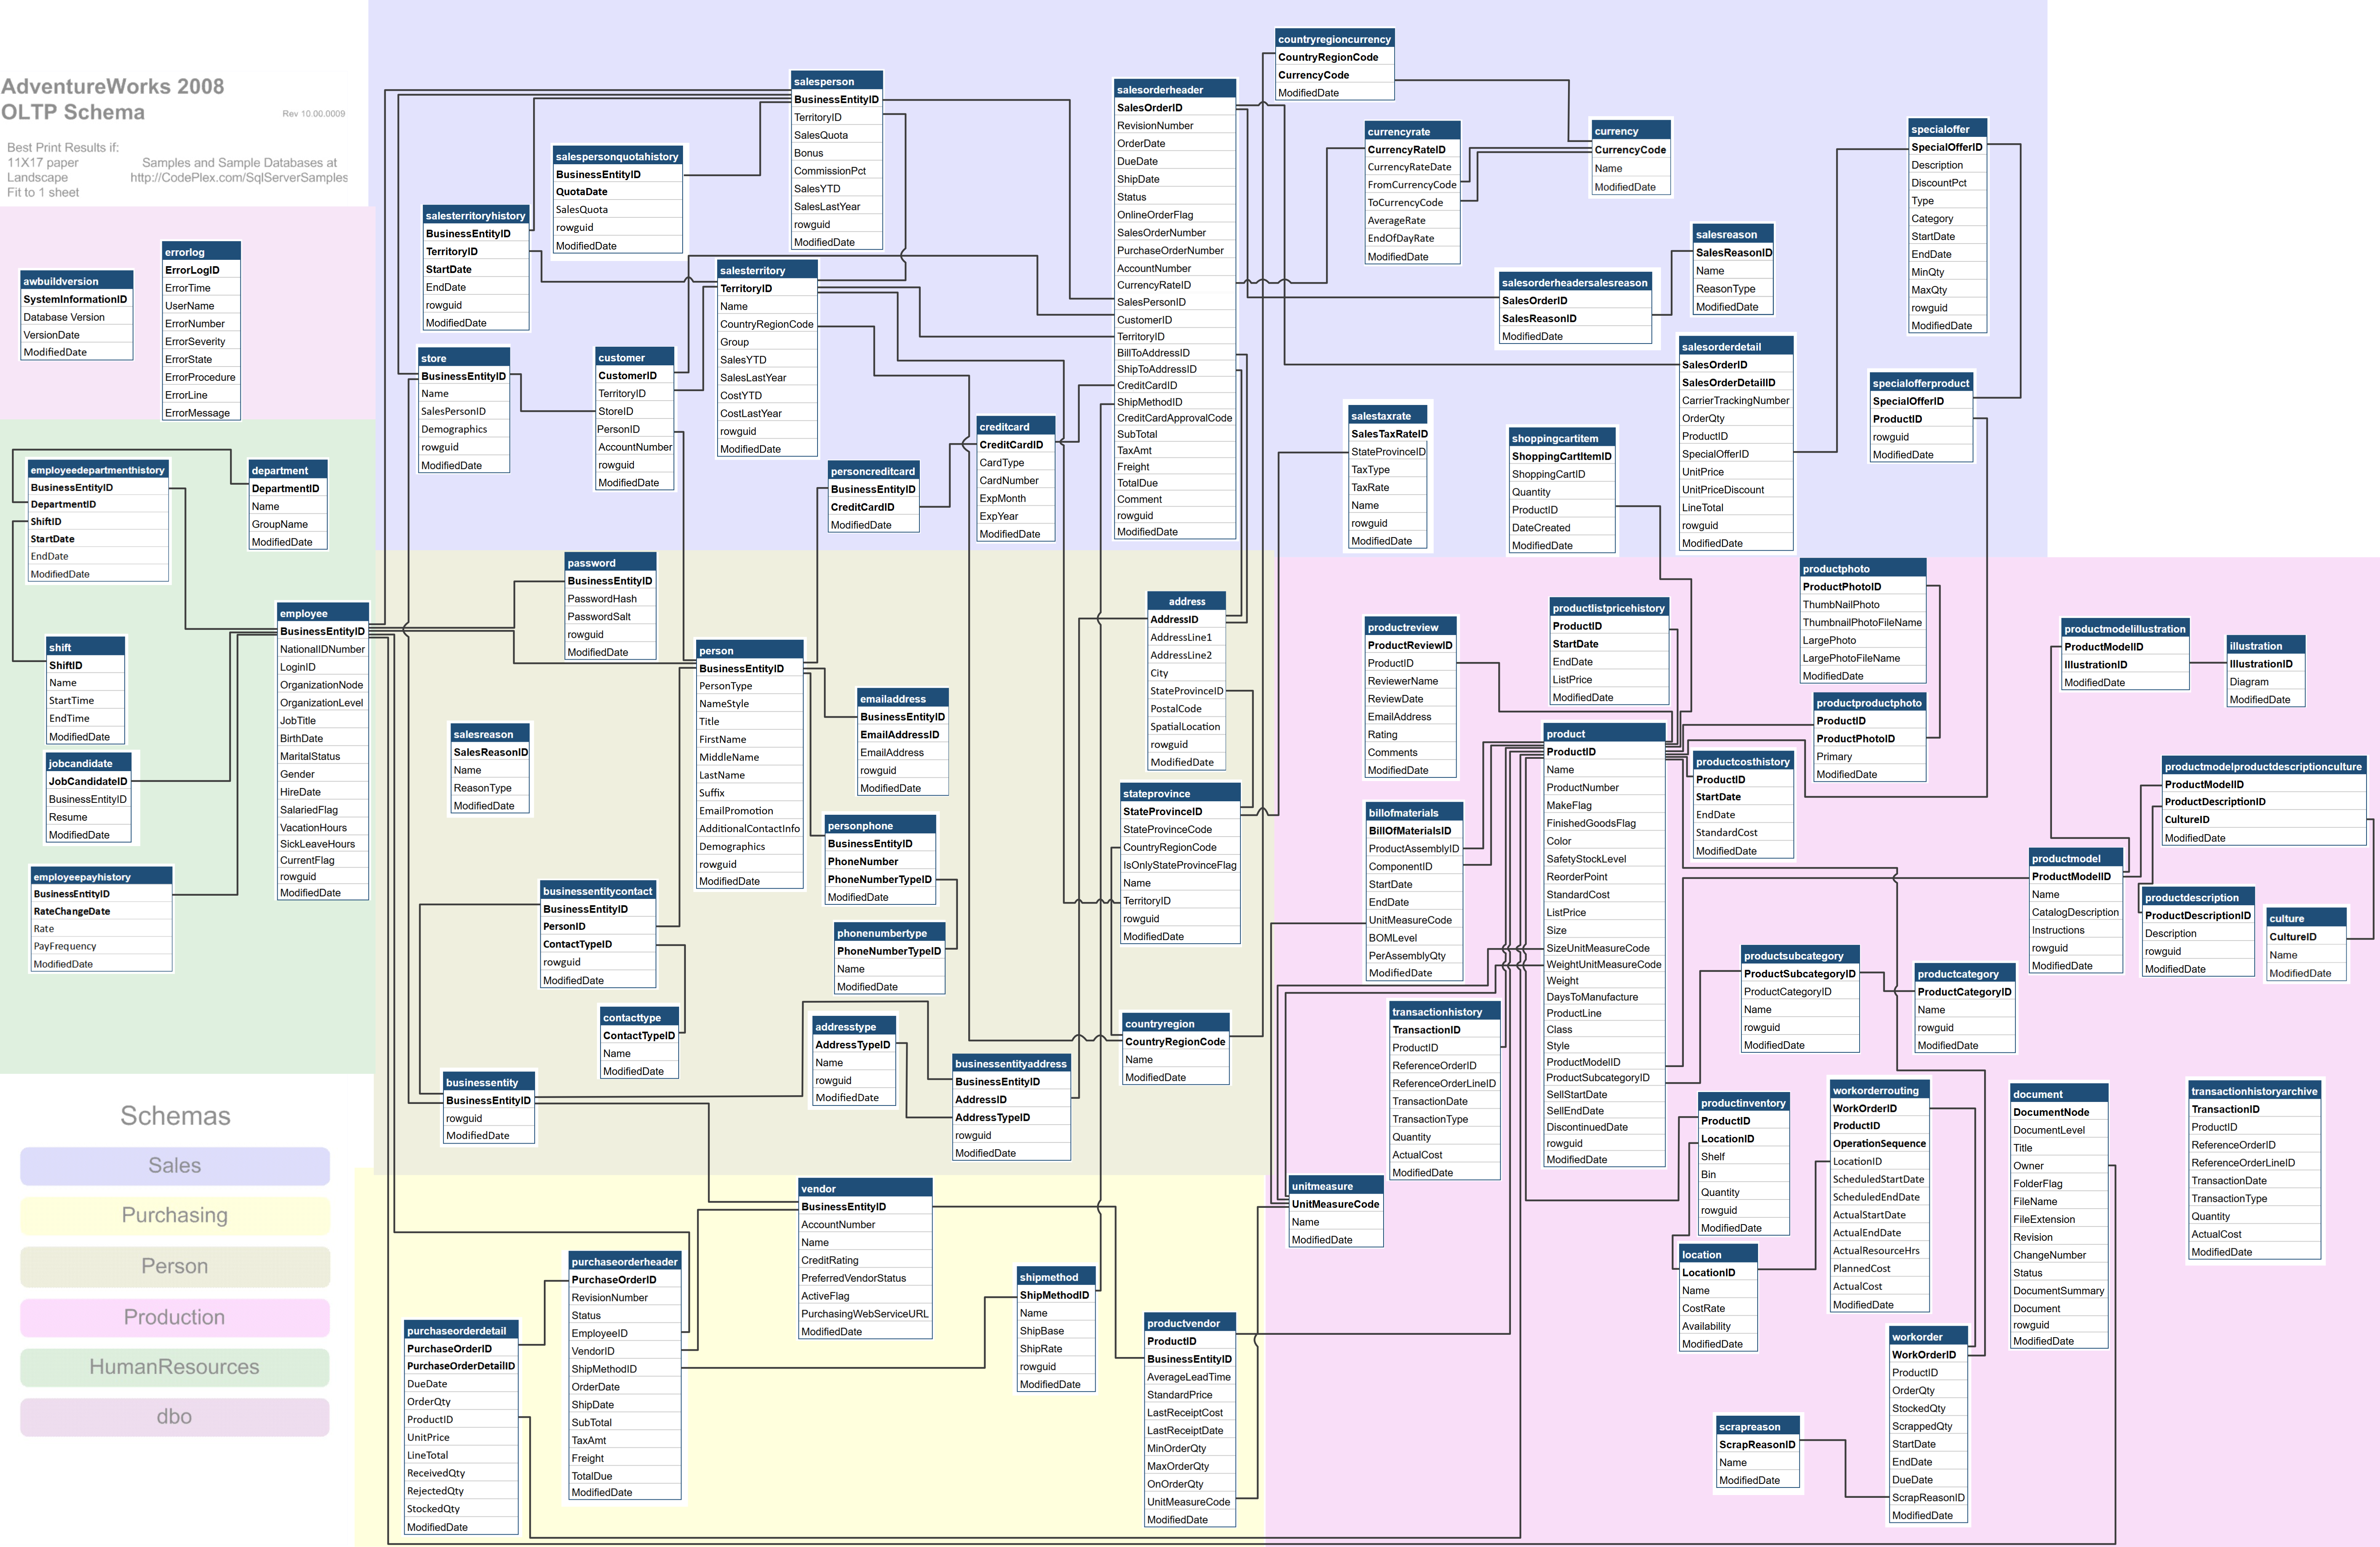 AdventureWorks 2008
OLTP Schema
Rev 10.00.0009
Best Print Results if:
11X17 paper
Landscape
Fit to 1 sheet
Samples and Sample Databases at
http://CodePlex.com/SqlServerSamples
awbuildversion
SystemInformationID
Database Version
VersionDate
ModifiedDate
errorlog
ErrorLogID
ErrorTime
UserName
ErrorNumber
ErrorSeverity
ErrorState
ErrorProcedure
ErrorLine
ErrorMessage
employeedepartmenthistory
BusinessEntityID
DepartmentID
ShiftID
StartDate
EndDate
ModifiedDate
department
DepartmentID
Name
GroupName
ModifiedDate
shift
ShiftID
Name
StartTime
EndTime
ModifiedDate
jobcandidate
JobCandidateID
BusinessEntityID
Resume
ModifiedDate
employeepayhistory
BusinessEntityID
RateChangeDate
Rate
PayFrequency
ModifiedDate
employee
BusinessEntityID
NationalIDNumber
LoginID
OrganizationNode
OrganizationLevel
JobTitle
BirthDate
MaritalStatus
Gender
HireDate
SalariedFlag
VacationHours
SickLeaveHours
CurrentFlag
rowguid
ModifiedDate
Schemas
Sales
Purchasing
Person
Production
HumanResources
dbo
salesperson
BusinessEntityID
TerritoryID
SalesQuota
Bonus
CommissionPct
SalesYTD
SalesLastYear
rowguid
ModifiedDate
salespersonquotahistory
BusinessEntityID
QuotaDate
SalesQuota
rowguid
ModifiedDate
salesterritoryhistory
BusinessEntityID
TerritoryID
StartDate
EndDate
rowguid
ModifiedDate
store
BusinessEntityID
Name
SalesPersonID
Demographics
rowguid
ModifiedDate
customer
CustomerID
TerritoryID
StoreID
PersonID
AccountNumber
rowguid
ModifiedDate
salesterritory
TerritoryID
Name
CountryRegionCode
Group
SalesYTD
SalesLastYear
CostYTD
CostLastYear
rowguid
ModifiedDate
personcreditcard
BusinessEntityID
CreditCardID
ModifiedDate
creditcard
CreditCardID
CardType
CardNumber
ExpMonth
ExpYear
ModifiedDate
salesorderheader
SalesOrderID
RevisionNumber
OrderDate
DueDate
ShipDate
Status
OnlineOrderFlag
SalesOrderNumber
PurchaseOrderNumber
AccountNumber
CurrencyRateID
SalesPersonID
CustomerID
TerritoryID
BillToAddressID
ShipToAddressID
CreditCardID
ShipMethodID
CreditCardApprovalCode
SubTotal
TaxAmt
Freight
TotalDue
Comment
rowguid
ModifiedDate
countryregioncurrency
CountryRegionCode
CurrencyCode
ModifiedDate
currencyrate
CurrencyRateID
CurrencyRateDate
FromCurrencyCode
ToCurrencyCode
AverageRate
EndOfDayRate
ModifiedDate
currency
CurrencyCode
Name
ModifiedDate
salesreason
SalesReasonID
Name
ReasonType
ModifiedDate
salesorderheadersalesreason
SalesOrderID
SalesReasonID
ModifiedDate
specialoffer
SpecialOfferID
Description
DiscountPct
Type
Category
StartDate
EndDate
MinQty
MaxQty
rowguid
ModifiedDate
salesorderdetail
SalesOrderID
SalesOrderDetailID
CarrierTrackingNumber
OrderQty
ProductID
SpecialOfferID
UnitPrice
UnitPriceDiscount
LineTotal
rowguid
ModifiedDate
specialofferproduct
SpecialOfferID
ProductID
rowguid
ModifiedDate
salestaxrate
SalesTaxRateID
StateProvinceID
TaxType
TaxRate
Name
rowguid
ModifiedDate
shoppingcartitem
ShoppingCartItemID
ShoppingCartID
Quantity
ProductID
DateCreated
ModifiedDate
password
BusinessEntityID
PasswordHash
PasswordSalt
rowguid
ModifiedDate
person
BusinessEntityID
PersonType
NameStyle
Title
FirstName
MiddleName
LastName
Suffix
EmailPromotion
AdditionalContactInfo
Demographics
rowguid
ModifiedDate
salesreason
SalesReasonID
Name
ReasonType
ModifiedDate
emailaddress
BusinessEntityID
EmailAddressID
EmailAddress
rowguid
ModifiedDate
personphone
BusinessEntityID
PhoneNumber
PhoneNumberTypeID
ModifiedDate
phonenumbertype
PhoneNumberTypeID
Name
ModifiedDate
businessentitycontact
BusinessEntityID
PersonID
ContactTypeID
rowguid
ModifiedDate
contacttype
ContactTypeID
Name
ModifiedDate
businessentity
BusinessEntityID
rowguid
ModifiedDate
addresstype
AddressTypeID
Name
rowguid
ModifiedDate
businessentityaddress
BusinessEntityID
AddressID
AddressTypeID
rowguid
ModifiedDate
address
AddressID
AddressLine1
AddressLine2
City
StateProvinceID
PostalCode
SpatialLocation
rowguid
ModifiedDate
stateprovince
StateProvinceID
StateProvinceCode
CountryRegionCode
IsOnlyStateProvinceFlag
Name
TerritoryID
rowguid
ModifiedDate
countryregion
CountryRegionCode
Name
ModifiedDate
vendor
BusinessEntityID
AccountNumber
Name
CreditRating
PreferredVendorStatus
ActiveFlag
PurchasingWebServiceURL
ModifiedDate
purchaseorderheader
PurchaseOrderID
RevisionNumber
Status
EmployeeID
VendorID
ShipMethodID
OrderDate
ShipDate
SubTotal
TaxAmt
Freight
TotalDue
ModifiedDate
purchaseorderdetail
PurchaseOrderID
PurchaseOrderDetailID
DueDate
OrderQty
ProductID
UnitPrice
LineTotal
ReceivedQty
RejectedQty
StockedQty
ModifiedDate
shipmethod
ShipMethodID
Name
ShipBase
ShipRate
rowguid
ModifiedDate
productvendor
ProductID
BusinessEntityID
AverageLeadTime
StandardPrice
LastReceiptCost
LastReceiptDate
MinOrderQty
MaxOrderQty
OnOrderQty
UnitMeasureCode
ModifiedDate
productreview
ProductReviewID
ProductID
ReviewerName
ReviewDate
EmailAddress
Rating
Comments
ModifiedDate
billofmaterials
BillOfMaterialsID
ProductAssemblyID
ComponentID
StartDate
EndDate
UnitMeasureCode
BOMLevel
PerAssemblyQty
ModifiedDate
transactionhistory
TransactionID
ProductID
ReferenceOrderID
ReferenceOrderLineID
TransactionDate
TransactionType
Quantity
ActualCost
ModifiedDate
unitmeasure
UnitMeasureCode
Name
ModifiedDate
productlistpricehistory
ProductID
StartDate
EndDate
ListPrice
ModifiedDate
product
ProductID
Name
ProductNumber
MakeFlag
FinishedGoodsFlag
Color
SafetyStockLevel
ReorderPoint
StandardCost
ListPrice
Size
SizeUnitMeasureCode
WeightUnitMeasureCode
Weight
DaysToManufacture
ProductLine
Class
Style
ProductModelID
ProductSubcategoryID
SellStartDate
SellEndDate
DiscontinuedDate
rowguid
ModifiedDate
productphoto
ProductPhotoID
ThumbNailPhoto
ThumbnailPhotoFileName
LargePhoto
LargePhotoFileName
ModifiedDate
productproductphoto
ProductID
ProductPhotoID
Primary
ModifiedDate
productcosthistory
ProductID
StartDate
EndDate
StandardCost
ModifiedDate
productmodelillustration
ProductModelID
IllustrationID
ModifiedDate
illustration
IllustrationID
Diagram
ModifiedDate
productmodelproductdescriptionculture
ProductModelID
ProductDescriptionID
CultureID
ModifiedDate
productmodel
ProductModelID
Name
CatalogDescription
Instructions
rowguid
ModifiedDate
productdescription
ProductDescriptionID
Description
rowguid
ModifiedDate
culture
CultureID
Name
ModifiedDate
productsubcategory
ProductSubcategoryID
ProductCategoryID
Name
rowguid
ModifiedDate
productcategory
ProductCategoryID
Name
rowguid
ModifiedDate
productinventory
ProductID
LocationID
Shelf
Bin
Quantity
rowguid
ModifiedDate
location
LocationID
Name
CostRate
Availability
ModifiedDate
workorderrouting
WorkOrderID
ProductID
OperationSequence
LocationID
ScheduledStartDate
ScheduledEndDate
ActualStartDate
ActualEndDate
ActualResourceHrs
PlannedCost
ActualCost
ModifiedDate
workorder
WorkOrderID
ProductID
OrderQty
StockedQty
ScrappedQty
StartDate
EndDate
DueDate
ScrapReasonID
ModifiedDate
scrapreason
ScrapReasonID
Name
ModifiedDate
document
DocumentNode
DocumentLevel
Title
Owner
FolderFlag
FileName
FileExtension
Revision
ChangeNumber
Status
DocumentSummary
Document
rowguid
ModifiedDate
transactionhistoryarchive
TransactionID
ProductID
ReferenceOrderID
ReferenceOrderLineID
TransactionDate
TransactionType
Quantity
ActualCost
ModifiedDate